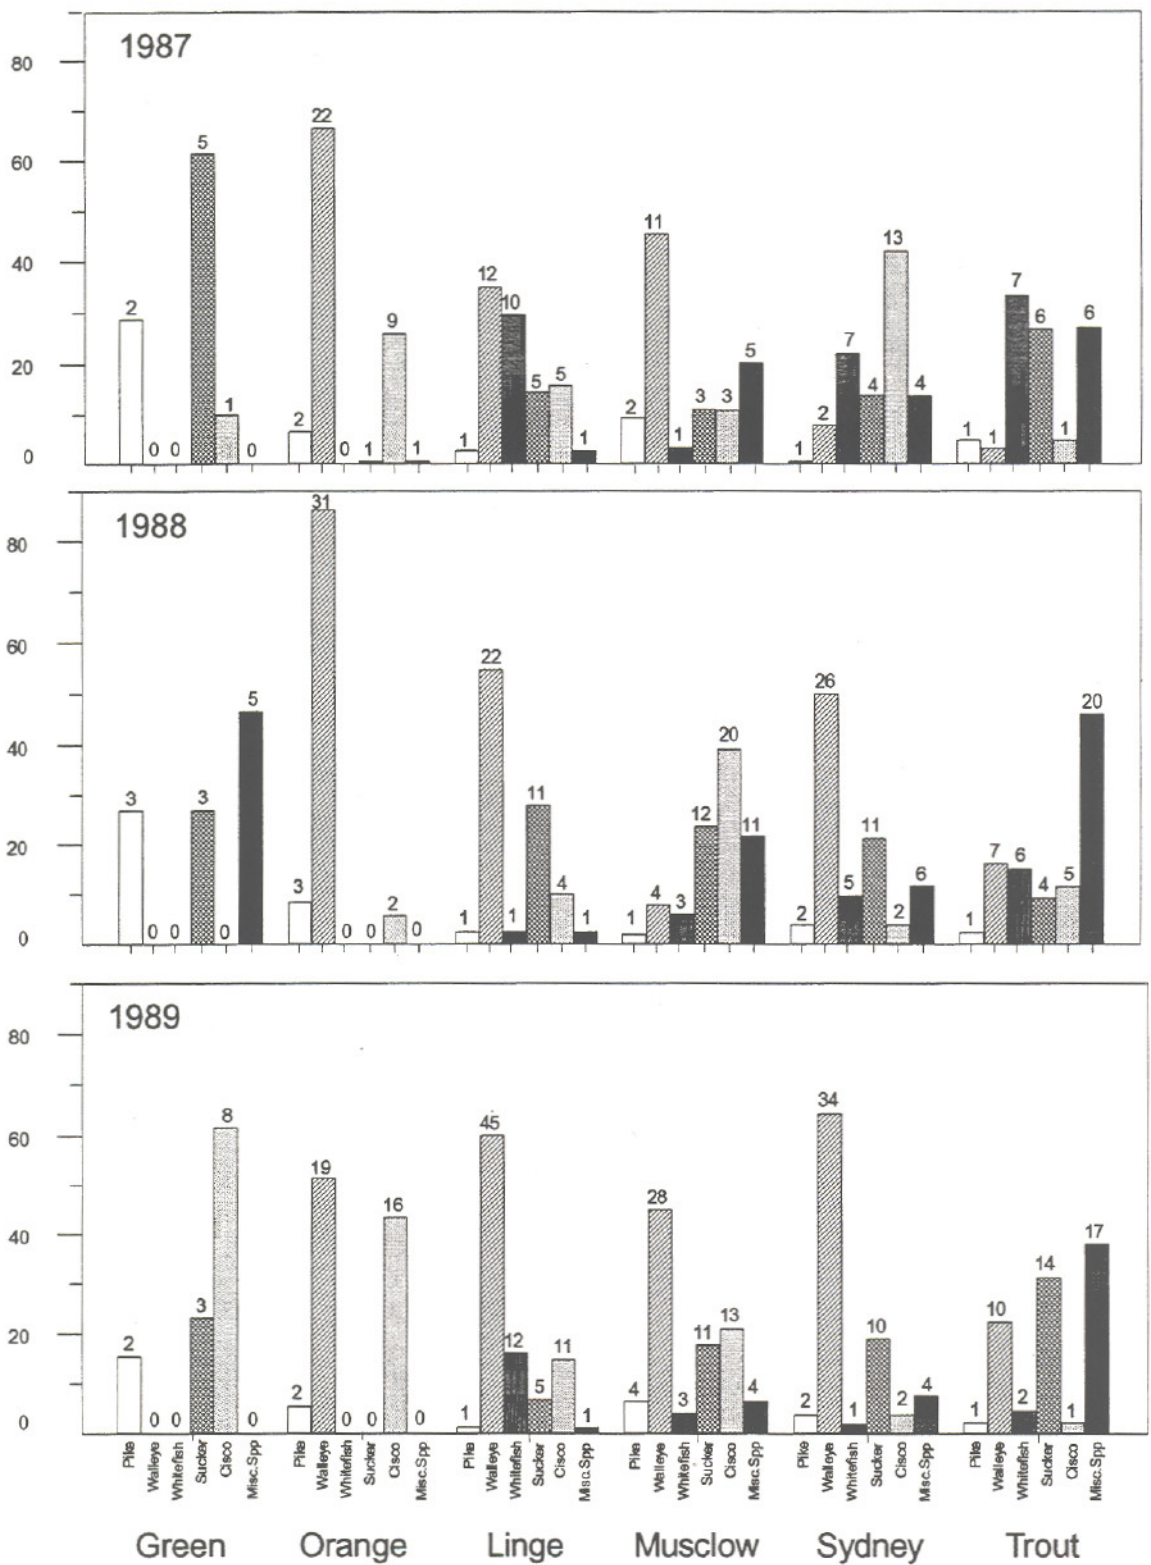 1987
80
60
40
20
0
2 0 0 5 1 0
2 22 0 1 9 1
1 12 10 5 5 1
2 11 1 3 3 5
1 2 7 4 13 4
1 1 7 6 1 6
1988
80
60
40
20
0
3 0 0 3 0 5
3 31 0 0 2 0
1 22 1 11 4 1
1 4 3 12 20 11
2 26 5 11 2 6
1 7 6 4 5 20
1989
80
60
40
20
0
2 0 0 3 8 0
2 19 0 0 16 0
1 45 12 5 11 1
4 28 3 11 13 4
2 34 1 10 2 4
1 10 2 14 1 17
Pike Walleye Whitefish Sucker Cisco Misc.Spp
Pike Walleye Whitefish Sucker Cisco Misc.Spp
Pike Walleye Whitefish Sucker Cisco Misc.Spp
Pike Walleye Whitefish Sucker Cisco Misc.Spp
Pike Walleye Whitefish Sucker Cisco Misc.Spp
Pike Walleye Whitefish Sucker Cisco Misc.Spp
Green Orange Linge Musclow Sydney Trout